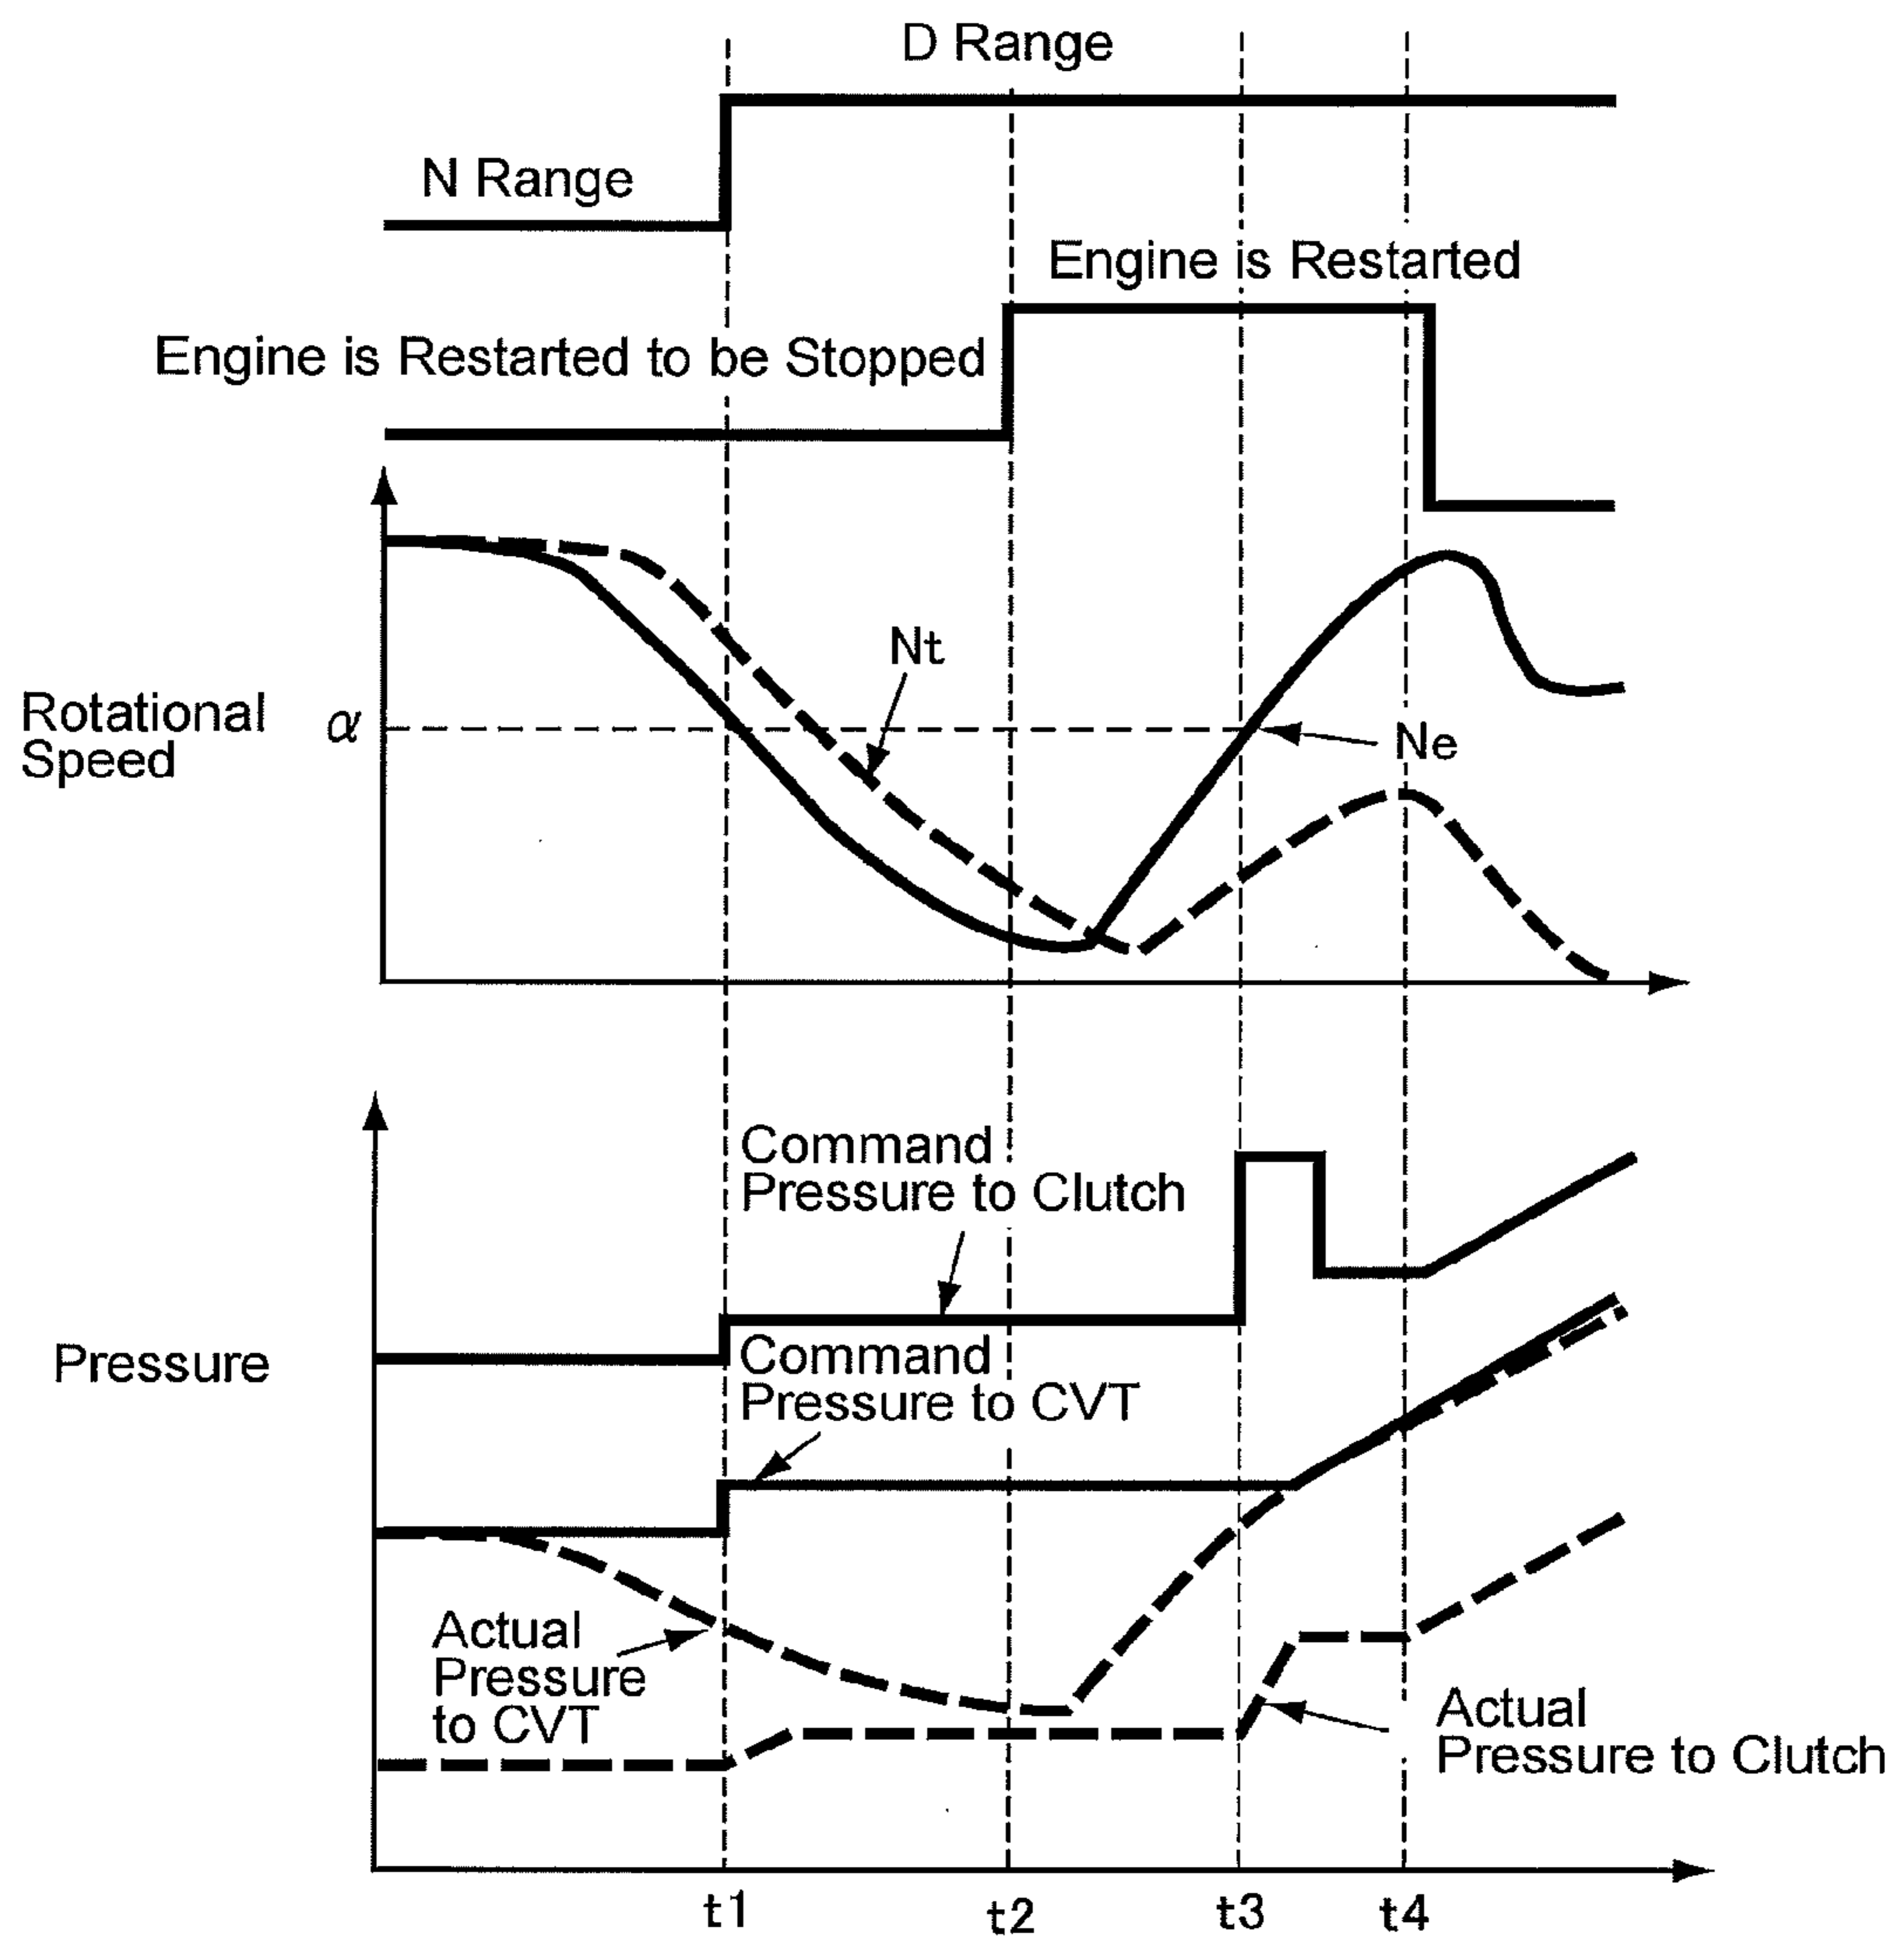 D Range
N Range
Engine is Restarted
Engine is Restarted to be Stopped
Nt
Rotational
Speed
α
Ne
Command
Pressure to Clutch
Pressure
Command
Pressure to CVT
Actual
Pressure
to CVT
Actual
Pressure to Clutch
t1
t2
t3
t4